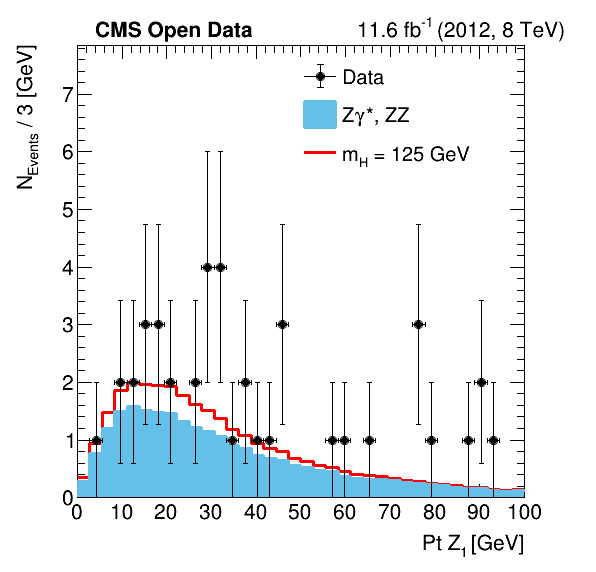 CMS Open Data 11.6 fb⁻¹ (2012, 8 TeV)
N_Events / 3 [GeV]
Data
Zγ*, ZZ
m_H = 125 GeV
7
6
5
4
3
2
1
0
0 10 20 30 40 50 60 70 80 90 100
Pt Z₁ [GeV]